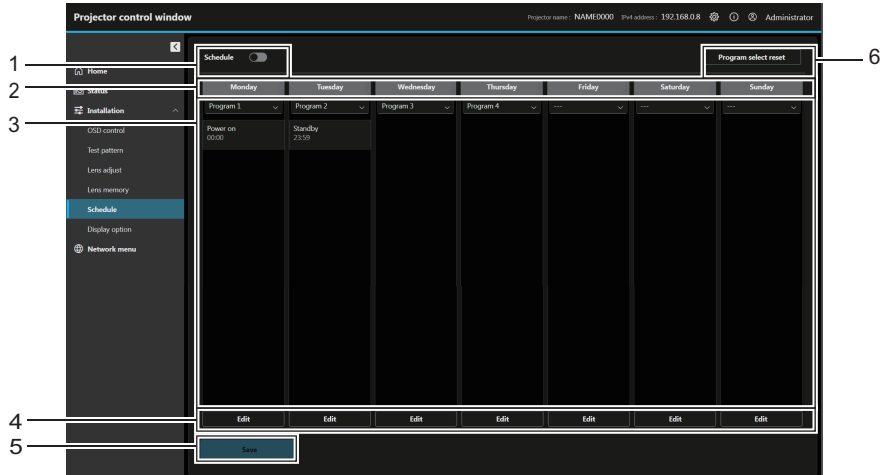 Projector control window
Projector name : NAME0000 IPv4 address : 192.168.0.8 Administrator
1
2
3
4
5
6
Home
Status
Installation
OSD control
Test pattern
Lens adjust
Lens memory
Schedule
Display option
Network menu
Schedule
Program select reset
Monday Tuesday Wednesday Thursday Friday Saturday Sunday
Program 1 Program 2 Program 3 Program 4 --- --- ---
Power on Standby
00:00 23:59
Edit Edit Edit Edit Edit Edit Edit
Save